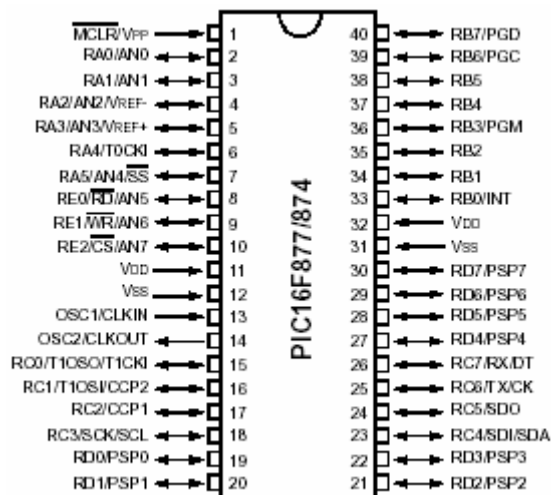 MCLR/VPP 1 40 RB7/PGD
RA0/AN0 2 39 RB6/PGC
RA1/AN1 3 38 RB5
RA2/AN2/VREF- 4 37 RB4
RA3/AN3/VREF+ 5 36 RB3/PGM
RA4/T0CKI 6 35 RB2
RA5/AN4/SS 7 34 RB1
RE0/RD/AN5 8 33 RB0/INT
RE1/WR/AN6 9 32 VDD
RE2/CS/AN7 10 31 VSS
VDD 11 30 RD7/PSP7
VSS 12 29 RD6/PSP6
OSC1/CLKIN 13 28 RD5/PSP5
OSC2/CLKOUT 14 27 RD4/PSP4
RC0/T1OSO/T1CKI 15 26 RC7/RX/DT
RC1/T1OSI/CCP2 16 25 RC6/TX/CK
RC2/CCP1 17 24 RC5/SDO
RC3/SCK/SCL 18 23 RC4/SDI/SDA
RD0/PSP0 19 22 RD3/PSP3
RD1/PSP1 20 21 RD2/PSP2
PIC16F877/874